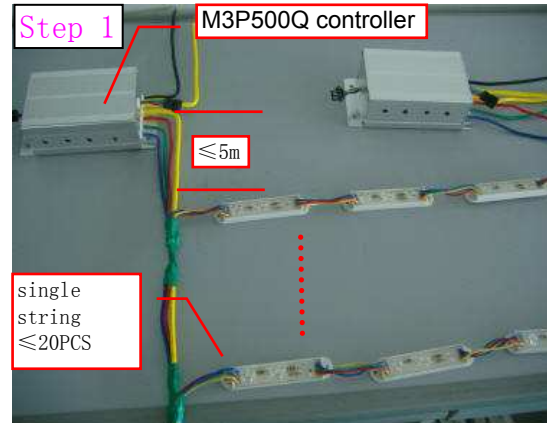 Step 1
M3P500Q controller
≤5m
single
string
≤20PCS